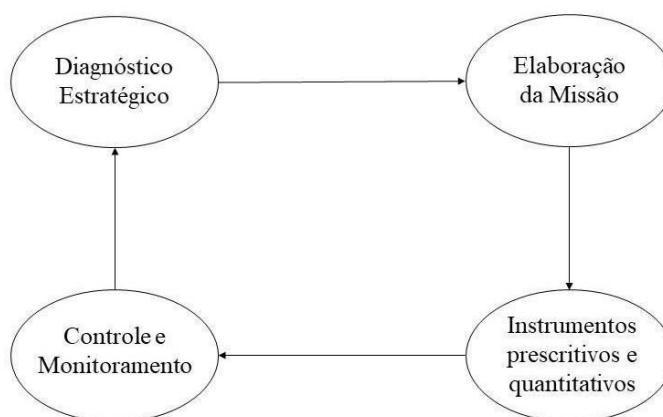 Diagnóstico
Estratégico
Elaboração
da Missão
Instrumentos
prescritivos e
quantitativos
Controle e
Monitoramento